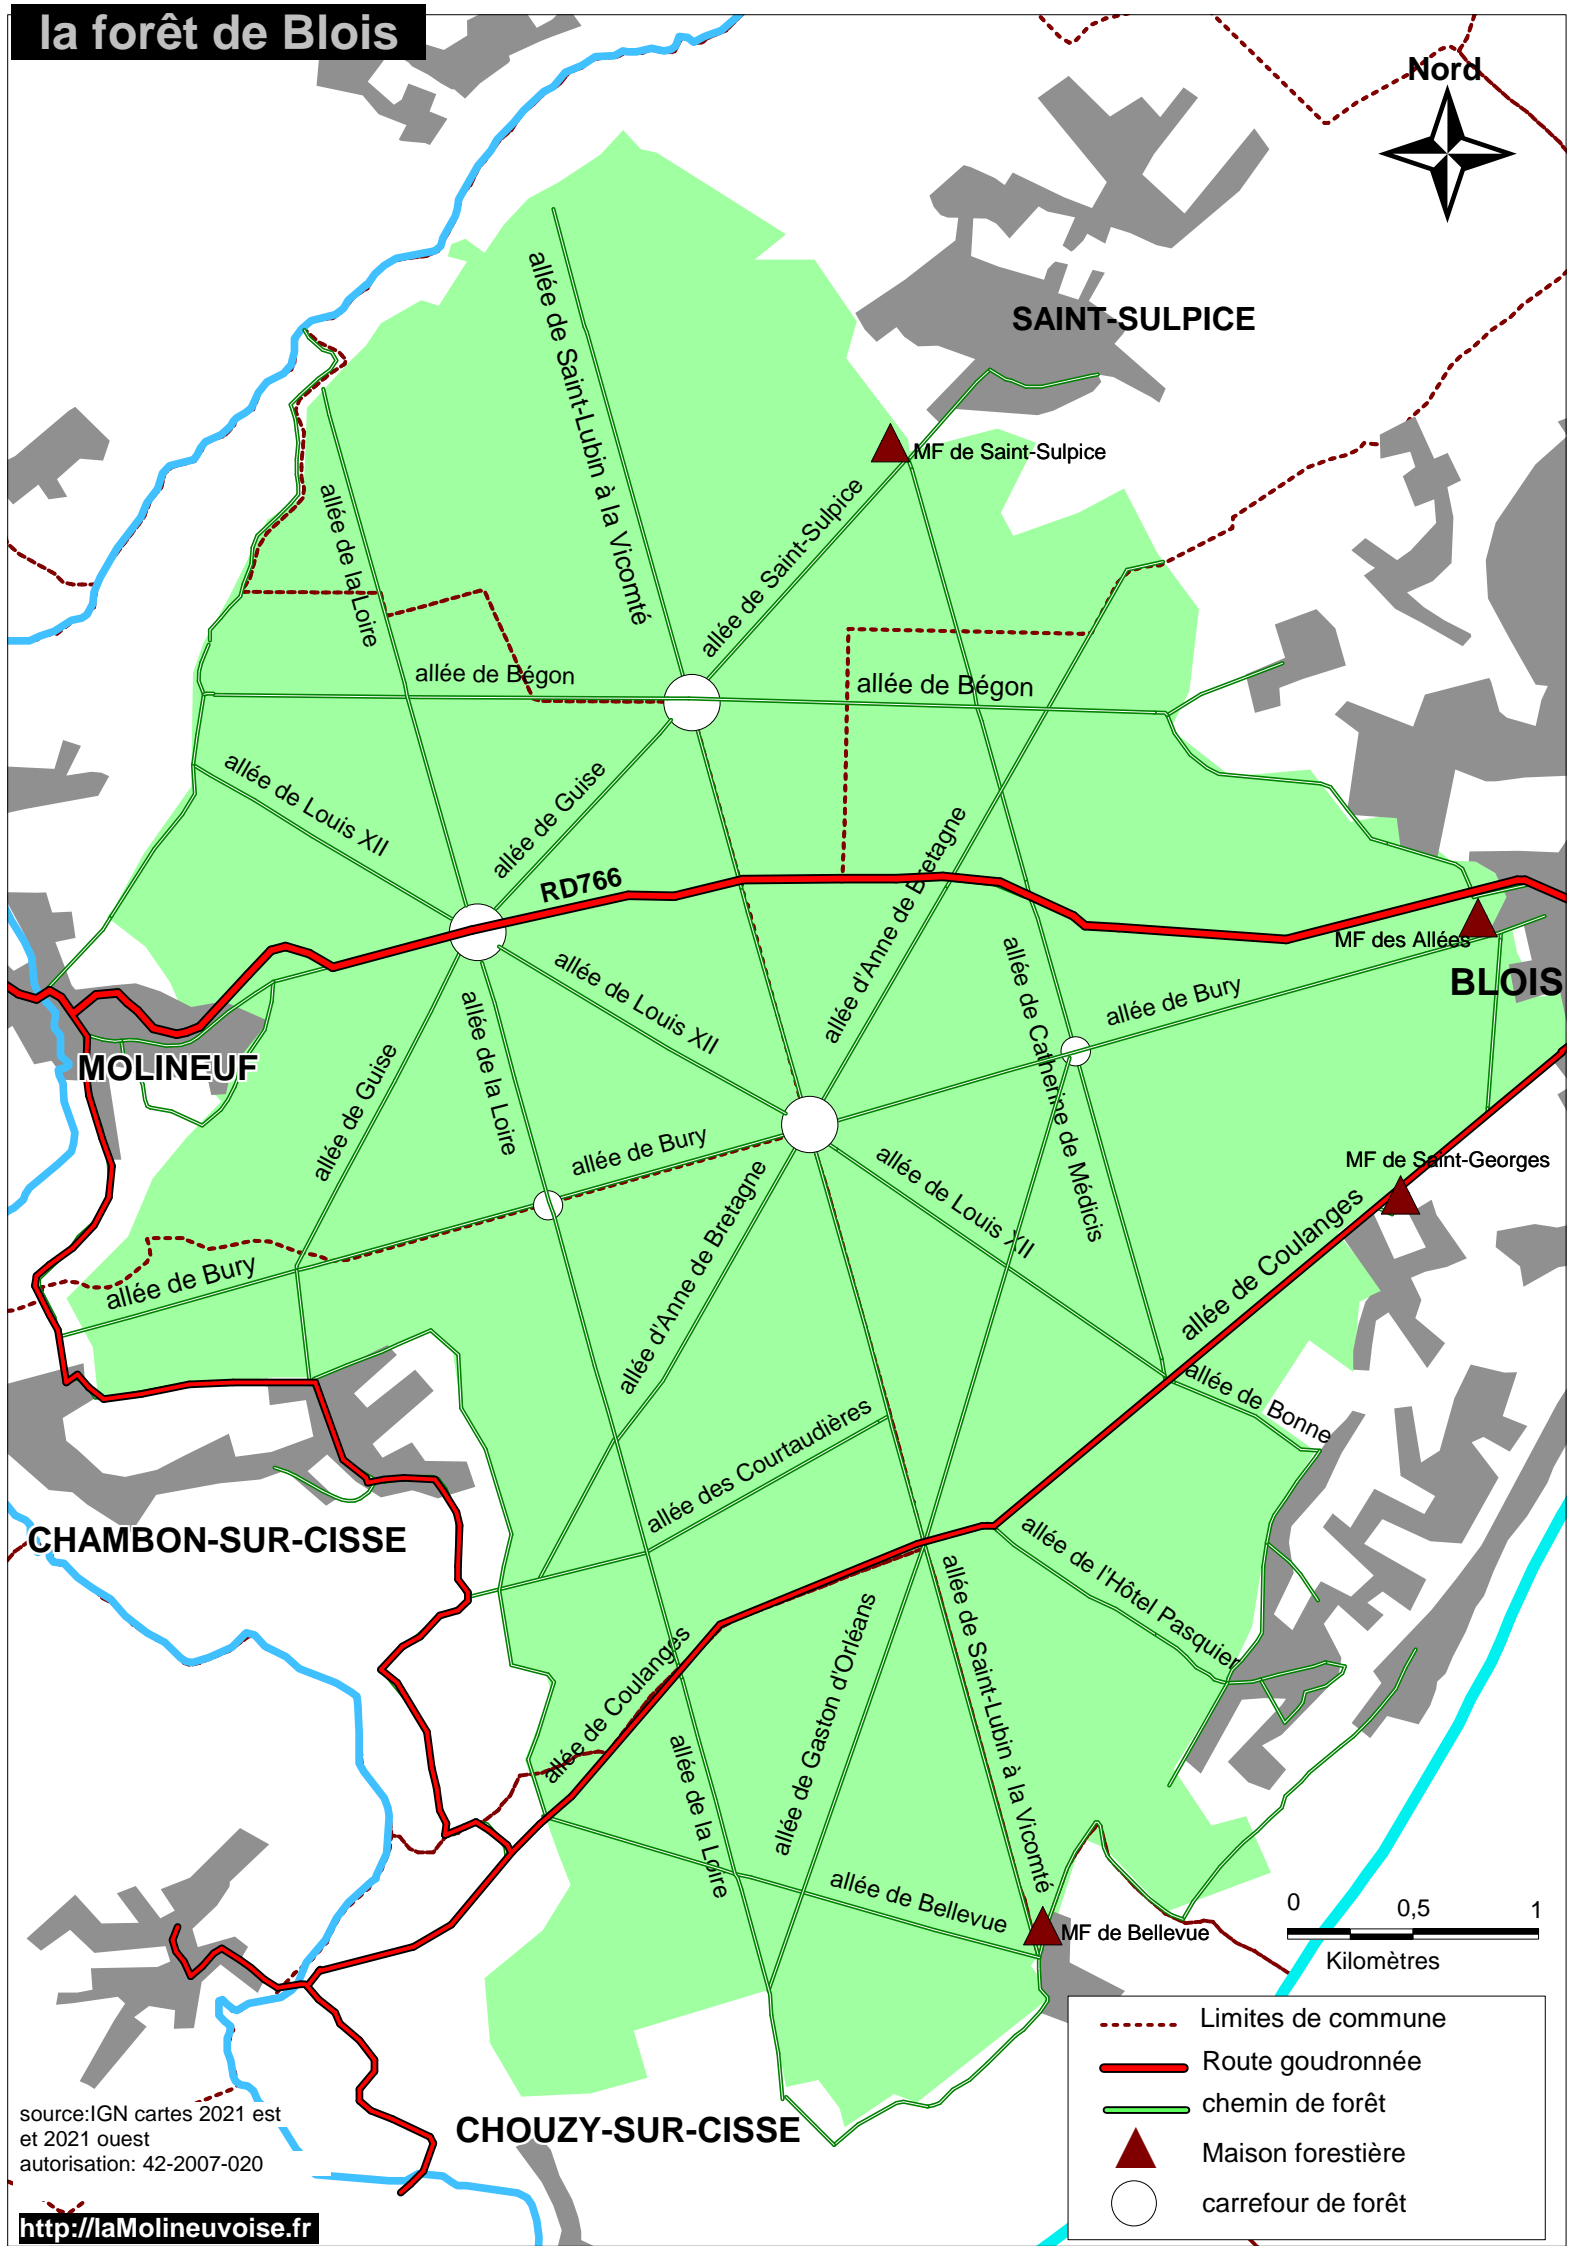 la forêt de Blois
Nord
SAINT-SULPICE
allée de Saint-Lubin à la Vicomté
MF de Saint-Sulpice
allée de la Loire
allée de Saint-Sulpice
allée de Bégon
allée de Bégon
allée de Louis XII
allée de Guise
RD766
allée d'Anne de Bretagne
MF des Allées
BLOIS
allée de Louis XII
allée de la Loire
allée de Catherine de Médicis
allée de Bury
MOLINEUF
allée de Guise
allée de Bury
allée de Louis XII
MF de Saint-Georges
allée d'Anne de Bretagne
allée de Coulanges
allée de Bury
allée de Bonne
allée des Courtaudières
CHAMBON-SUR-CISSE
allée de l'Hôtel Pasquier
allée de Coulanges
allée de Gaston d'Orléans
allée de Saint-Lubin à la Vicomté
allée de la Loire
allée de Bellevue
MF de Bellevue
0 0,5 1
Kilomètres
Limites de commune
Route goudronnée
chemin de forêt
Maison forestière
carrefour de forêt
source:IGN cartes 2021 est
et 2021 ouest
autorisation: 42-2007-020
CHOUZY-SUR-CISSE
http://laMolineuvoise.fr